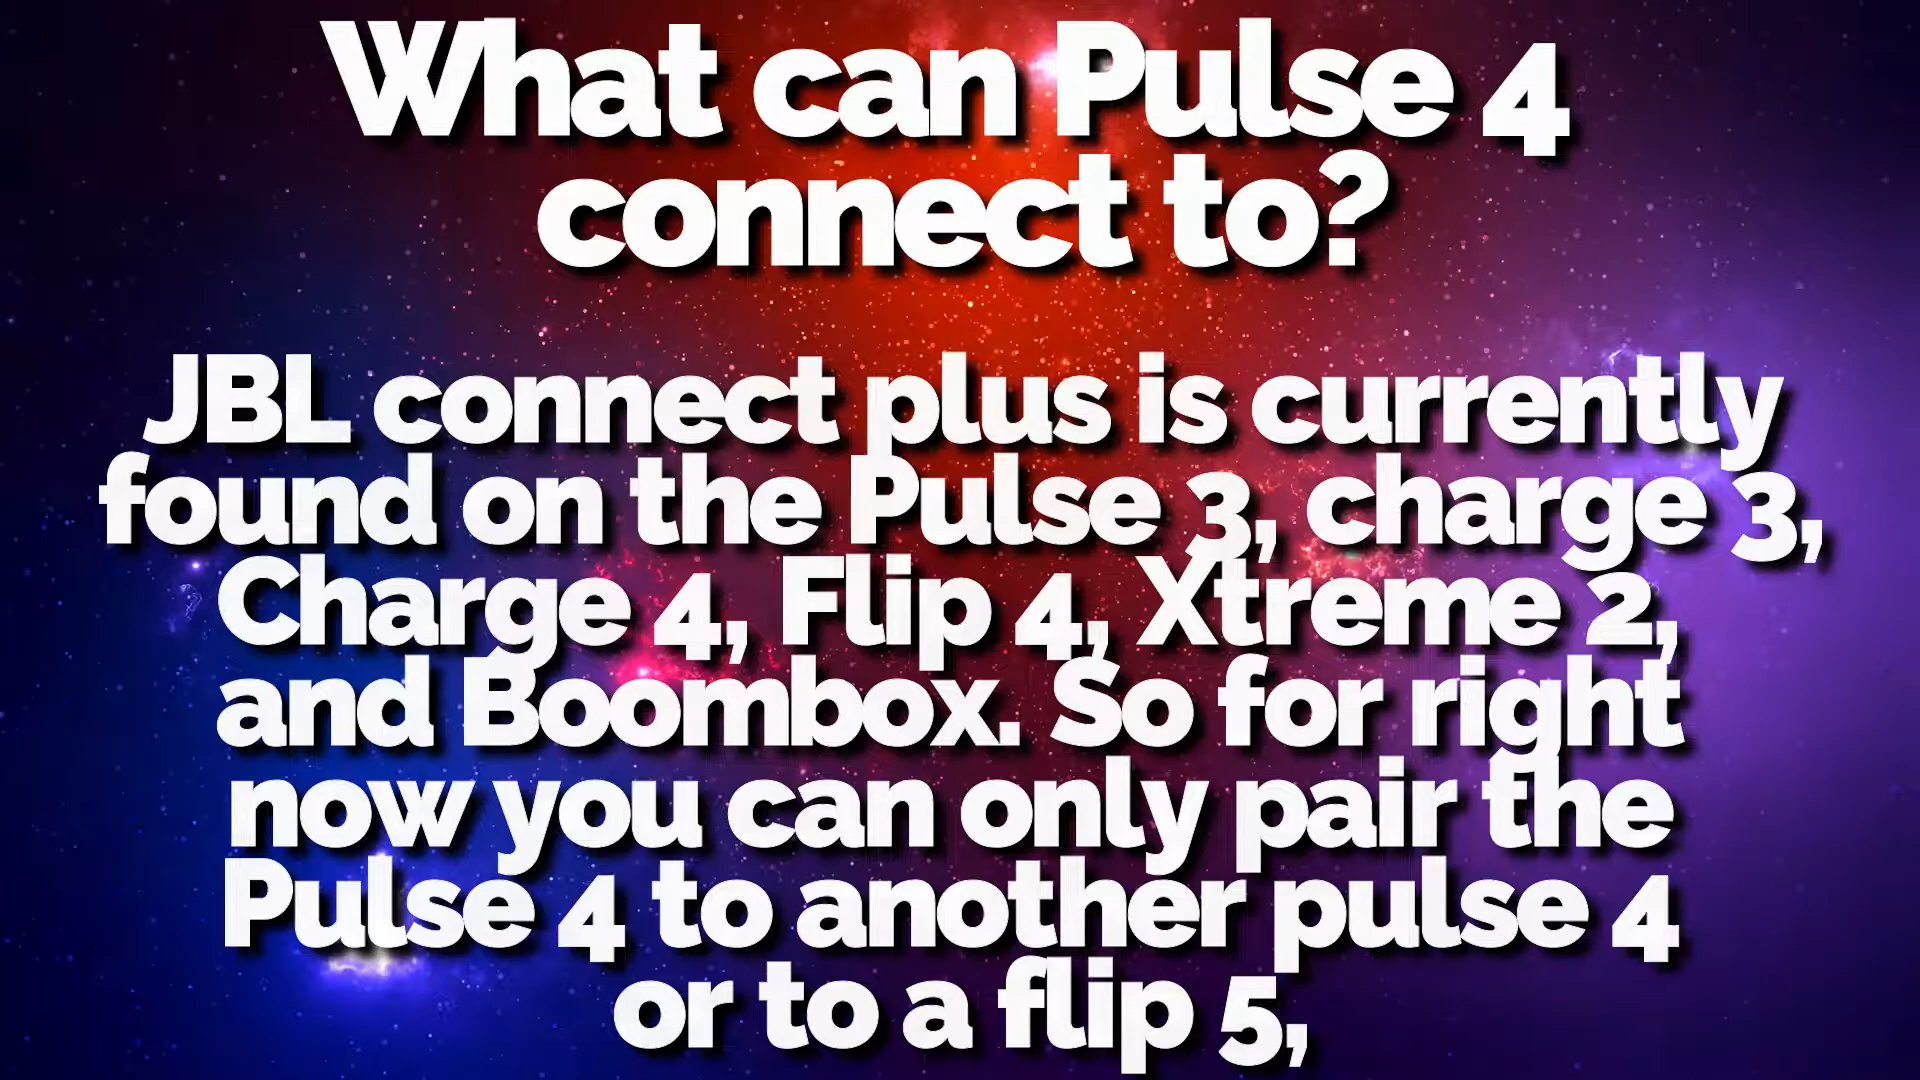 What can Pulse 4
connect to?
JBL connect plus is currently
found on the Pulse 3, charge 3,
Charge 4, Flip 4, Xtreme 2,
and Boombox. So for right
now you can only pair the
Pulse 4 to another pulse 4
or to a flip 5,